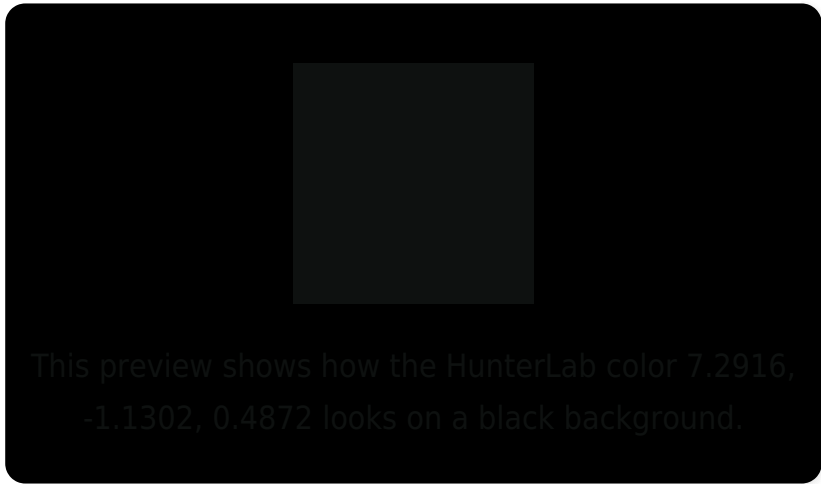 This preview shows how the HunterLab color 7.2916,
-1.1302, 0.4872 looks on a black background.